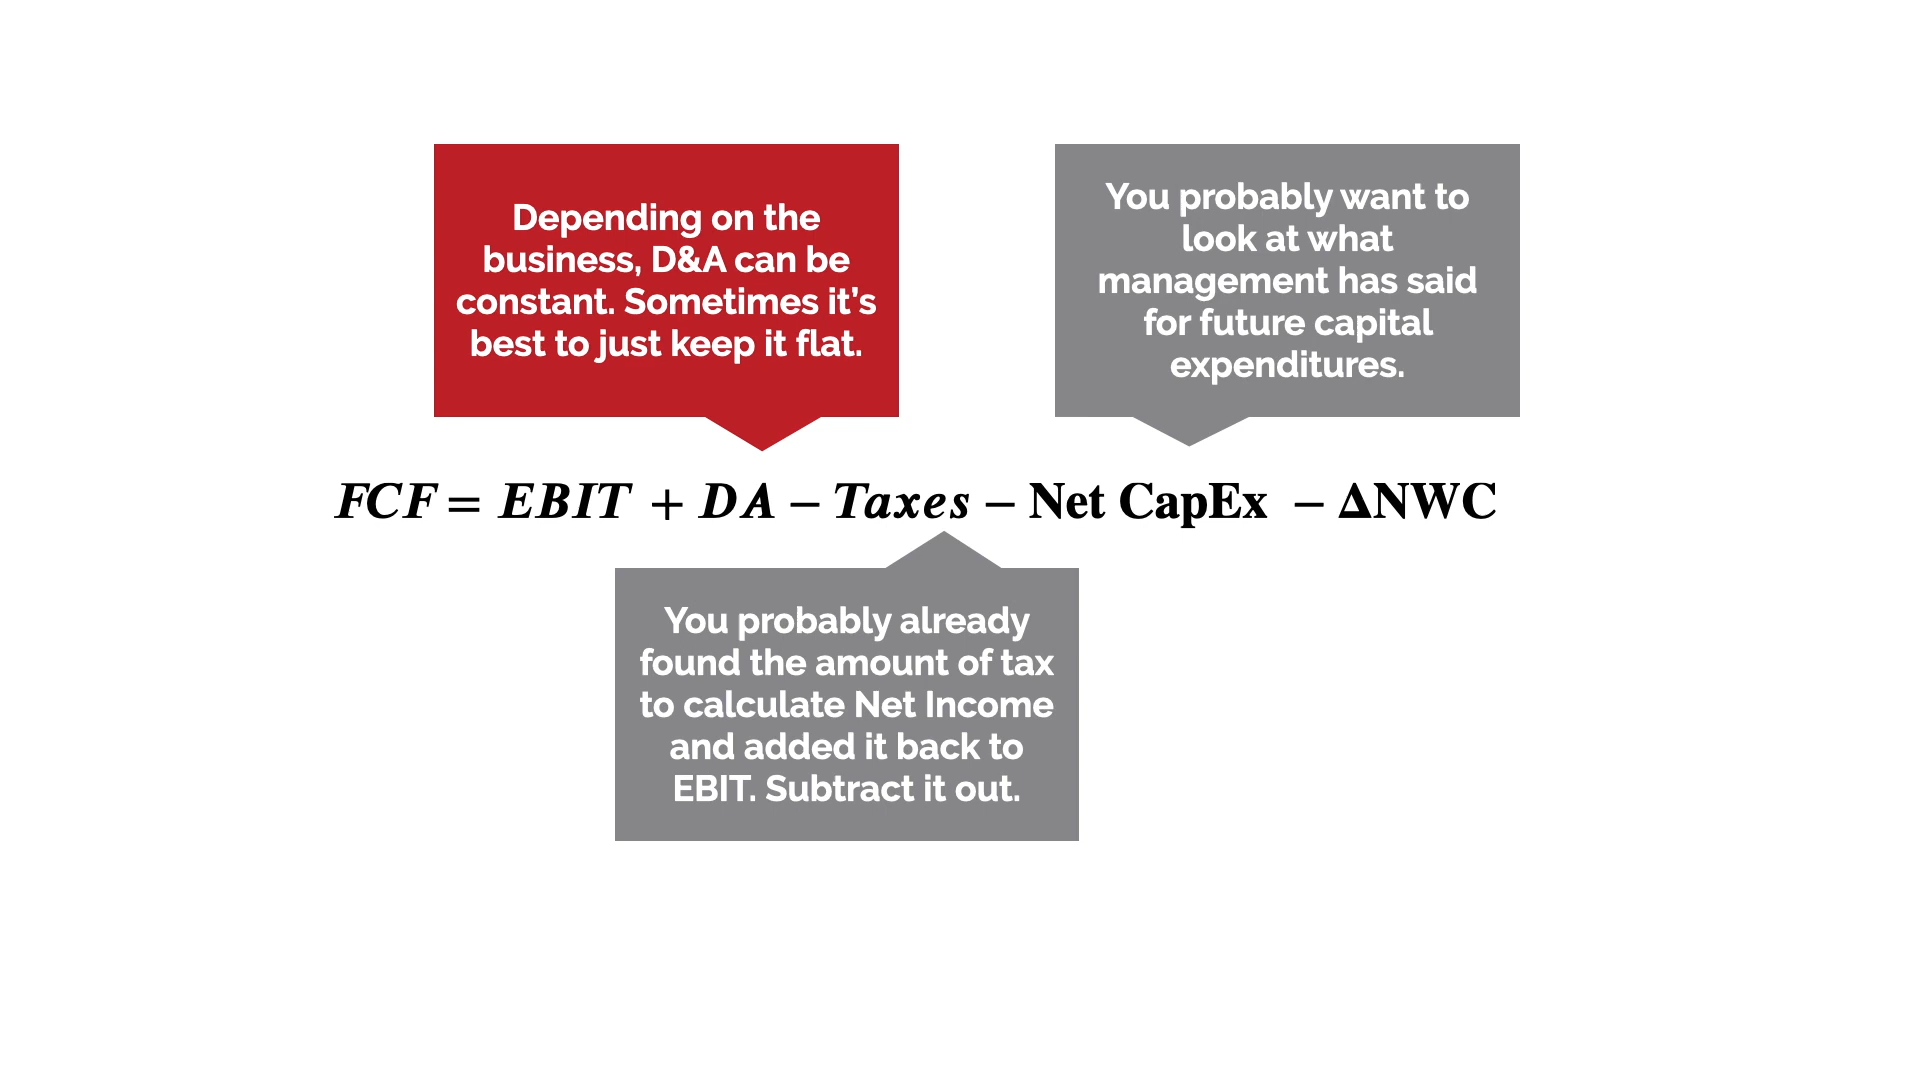 Depending on the
business, D&A can be
constant. Sometimes it’s
best to just keep it flat.
You probably want to
look at what
management has said
for future capital
expenditures.
FCF = EBIT + DA – Taxes – Net CapEx – ΔNWC
You probably already
found the amount of tax
to calculate Net Income
and added it back to
EBIT. Subtract it out.